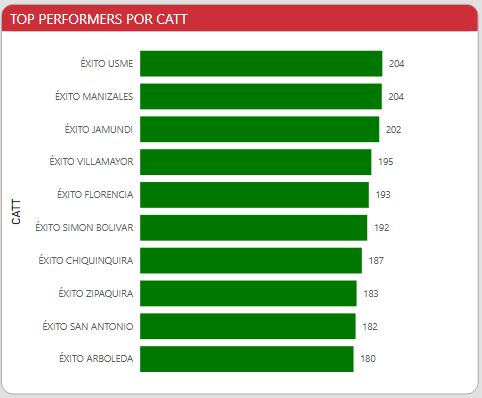 TOP PERFORMERS POR CATT
CATT
ÉXITO USME 204
ÉXITO MANIZALES 204
ÉXITO JAMUNDI 202
ÉXITO VILLAMAYOR 195
ÉXITO FLORENCIA 193
ÉXITO SIMON BOLIVAR 192
ÉXITO CHIQUINQUIRA 187
ÉXITO ZIPAQUIRA 183
ÉXITO SAN ANTONIO 182
ÉXITO ARBOLEDA 180